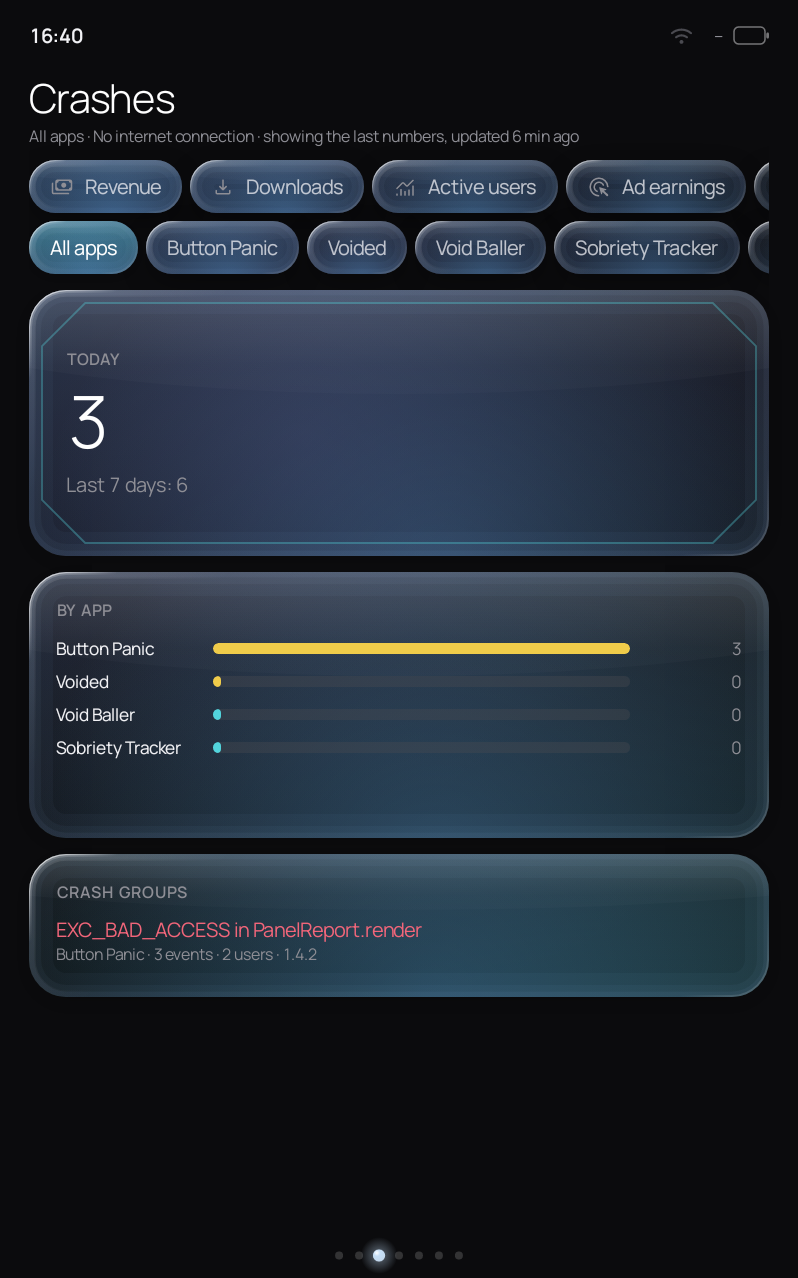 16:40
–
Crashes
All apps · No internet connection · showing the last numbers, updated 6 min ago
Revenue Downloads Active users Ad earnings
All apps Button Panic Voided Void Baller Sobriety Tracker
TODAY
3
Last 7 days: 6
BY APP
Button Panic 3
Voided 0
Void Baller 0
Sobriety Tracker 0
CRASH GROUPS
EXC_BAD_ACCESS in PanelReport.render
Button Panic · 3 events · 2 users · 1.4.2